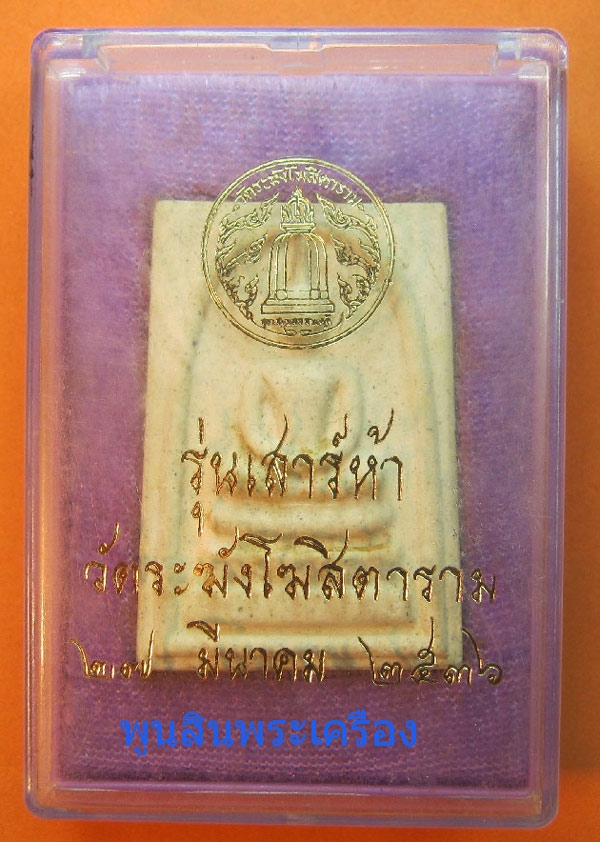 วัดระฆังโฆสิตาราม
รุ่นเสาร์ห้า
วัดระฆังโฆสิตาราม
๒๗ มีนาคม ๒๕๓๖
พูนสินพระเครื่อง